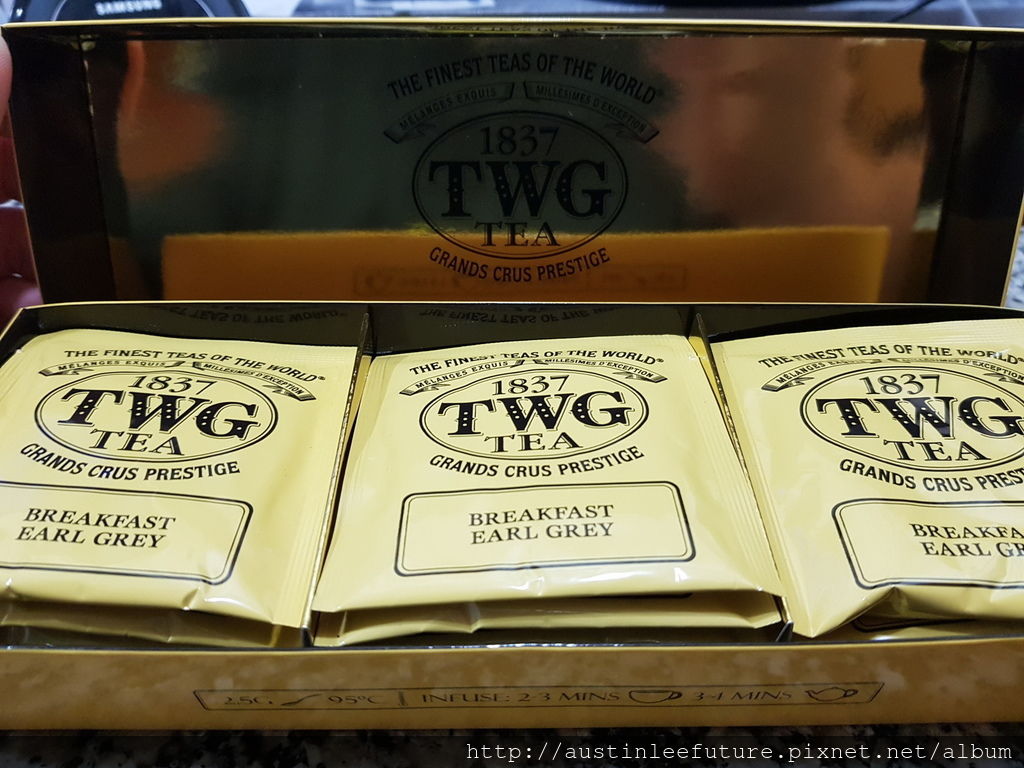 SAMSUNG
THE FINEST TEAS OF THE WORLD®
MÉLANGES EXQUIS MILLÉSIMES D'EXCEPTION
1837
TWG
TEA
GRANDS CRUS PRESTIGE
THE FINEST TEAS OF THE WORLD®
MÉLANGES EXQUIS MILLÉSIMES D'EXCEPTION
1837
TWG
TEA
GRANDS CRUS PRESTIGE
BREAKFAST
EARL GREY
THE FINEST TEAS OF THE WORLD®
MÉLANGES EXQUIS MILLÉSIMES D'EXCEPTION
1837
TWG
TEA
GRANDS CRUS PRESTIGE
BREAKFAST
EARL GREY
THE FINEST TEAS OF THE WORLD
MÉLANGES EXQUIS MILLÉSIMES D'EXCEPTION
1837
TWG
TEA
GRANDS CRUS PREST
BREAKFA
EARL GR
2.5G 95°C INFUSE: 2-3 MINS 3-4 MINS
http://austinleefuture.pixnet.net/album